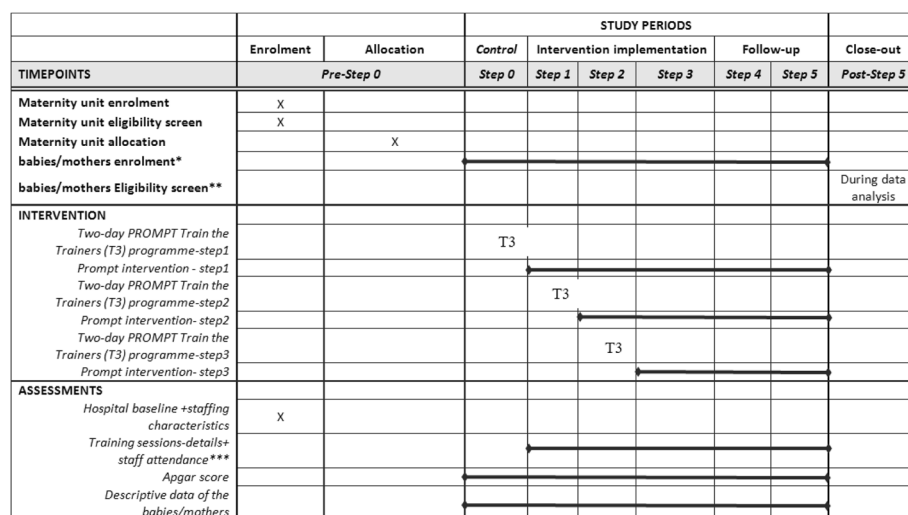 STUDY PERIODS
Enrolment Allocation Control Intervention implementation Follow-up Close-out
TIMEPOINTS Pre-Step 0 Step 0 Step 1 Step 2 Step 3 Step 4 Step 5 Post-Step 5
Maternity unit enrolment X
Maternity unit eligibility screen X
Maternity unit allocation X
babies/mothers enrolment*
babies/mothers Eligibility screen** During data
analysis
INTERVENTION
Two-day PROMPT Train the
Trainers (T3) programme-step1 T3
Prompt intervention - step1
Two-day PROMPT Train the
Trainers (T3) programme-step2 T3
Prompt intervention- step2
Two-day PROMPT Train the
Trainers (T3) programme-step3 T3
Prompt intervention- step3
ASSESSMENTS
Hospital baseline +staffing
characteristics X
Training sessions-details+
staff attendance***
Apgar score
Descriptive data of the
babies/mothers